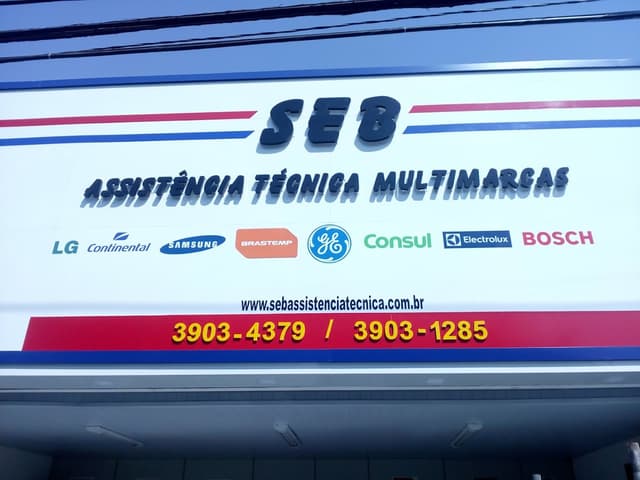 SEB
ASSISTÊNCIA TÉCNICA MULTIMARCAS
LG Continental SAMSUNG BRASTEMP GE Consul Electrolux BOSCH
www.sebassistenciatecnica.com.br
3903-4379 / 3903-1285